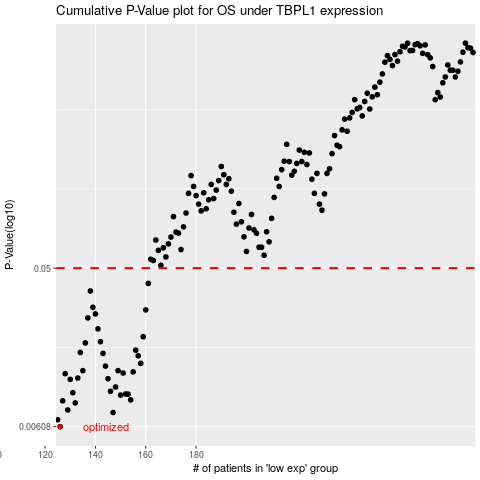 Cumulative P-Value plot for OS under TBPL1 expression
P-Value(log10)
0.05
0.00608
optimized
0 120 140 160 180
# of patients in 'low exp' group